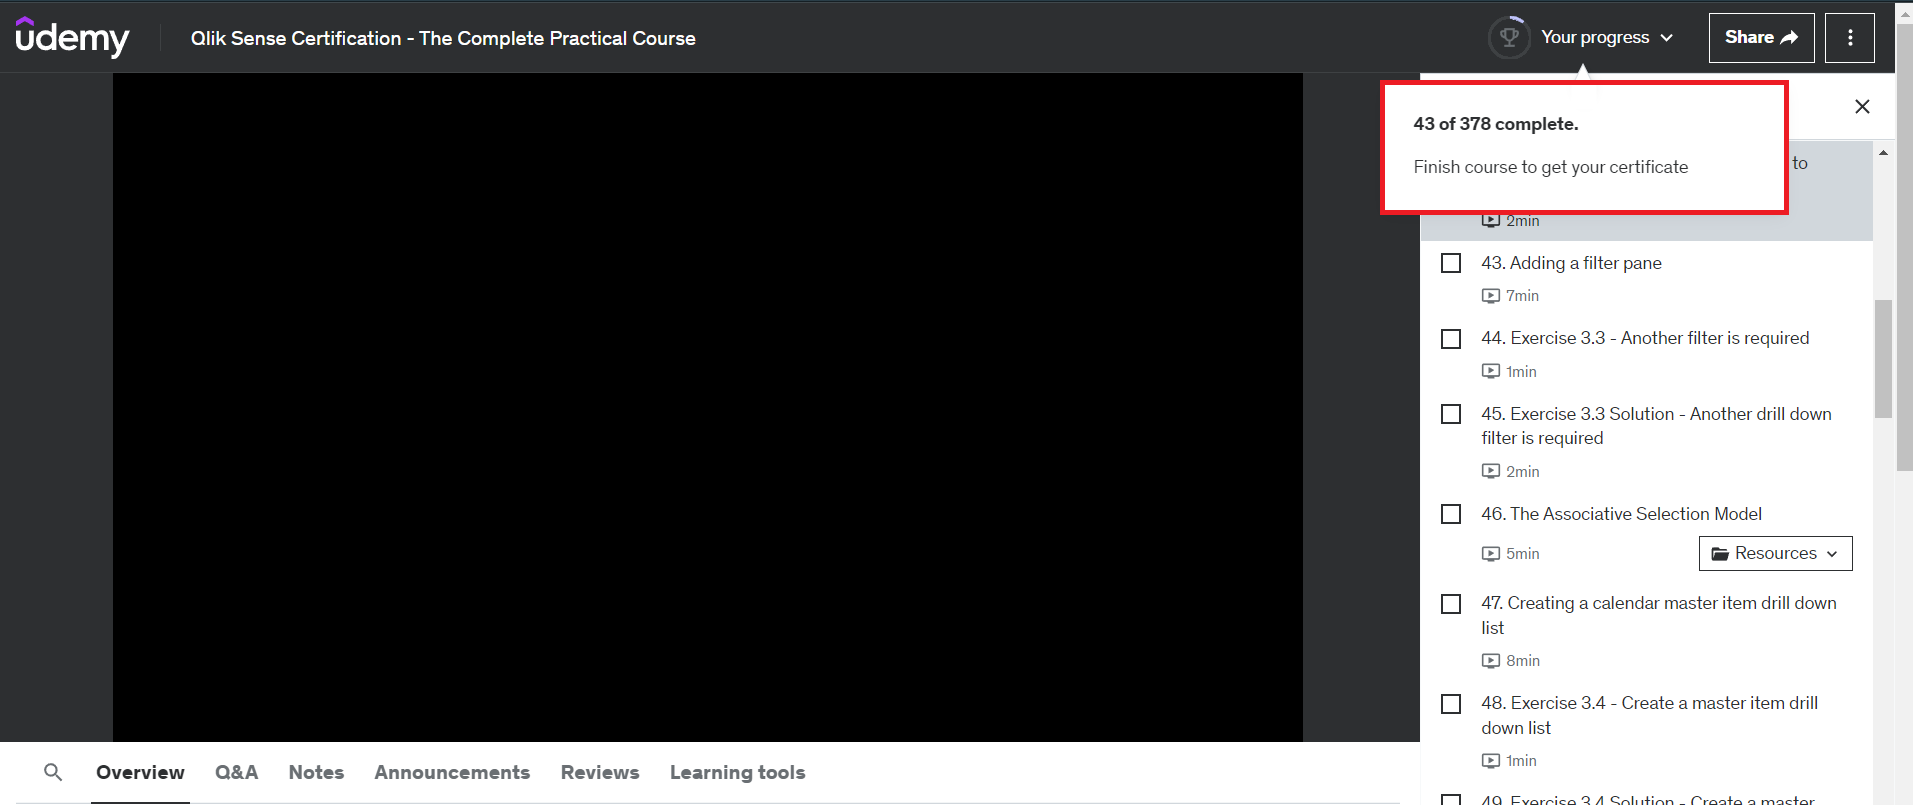 udemy
Qlik Sense Certification - The Complete Practical Course
Your progress
Share
43 of 378 complete.
Finish course to get your certificate
to
2min
43. Adding a filter pane
7min
44. Exercise 3.3 - Another filter is required
1min
45. Exercise 3.3 Solution - Another drill down
filter is required
2min
46. The Associative Selection Model
5min
Resources
47. Creating a calendar master item drill down
list
8min
48. Exercise 3.4 - Create a master item drill
down list
1min
49. Exercise 3.4 Solution - Create a master
Overview
Q&A
Notes
Announcements
Reviews
Learning tools